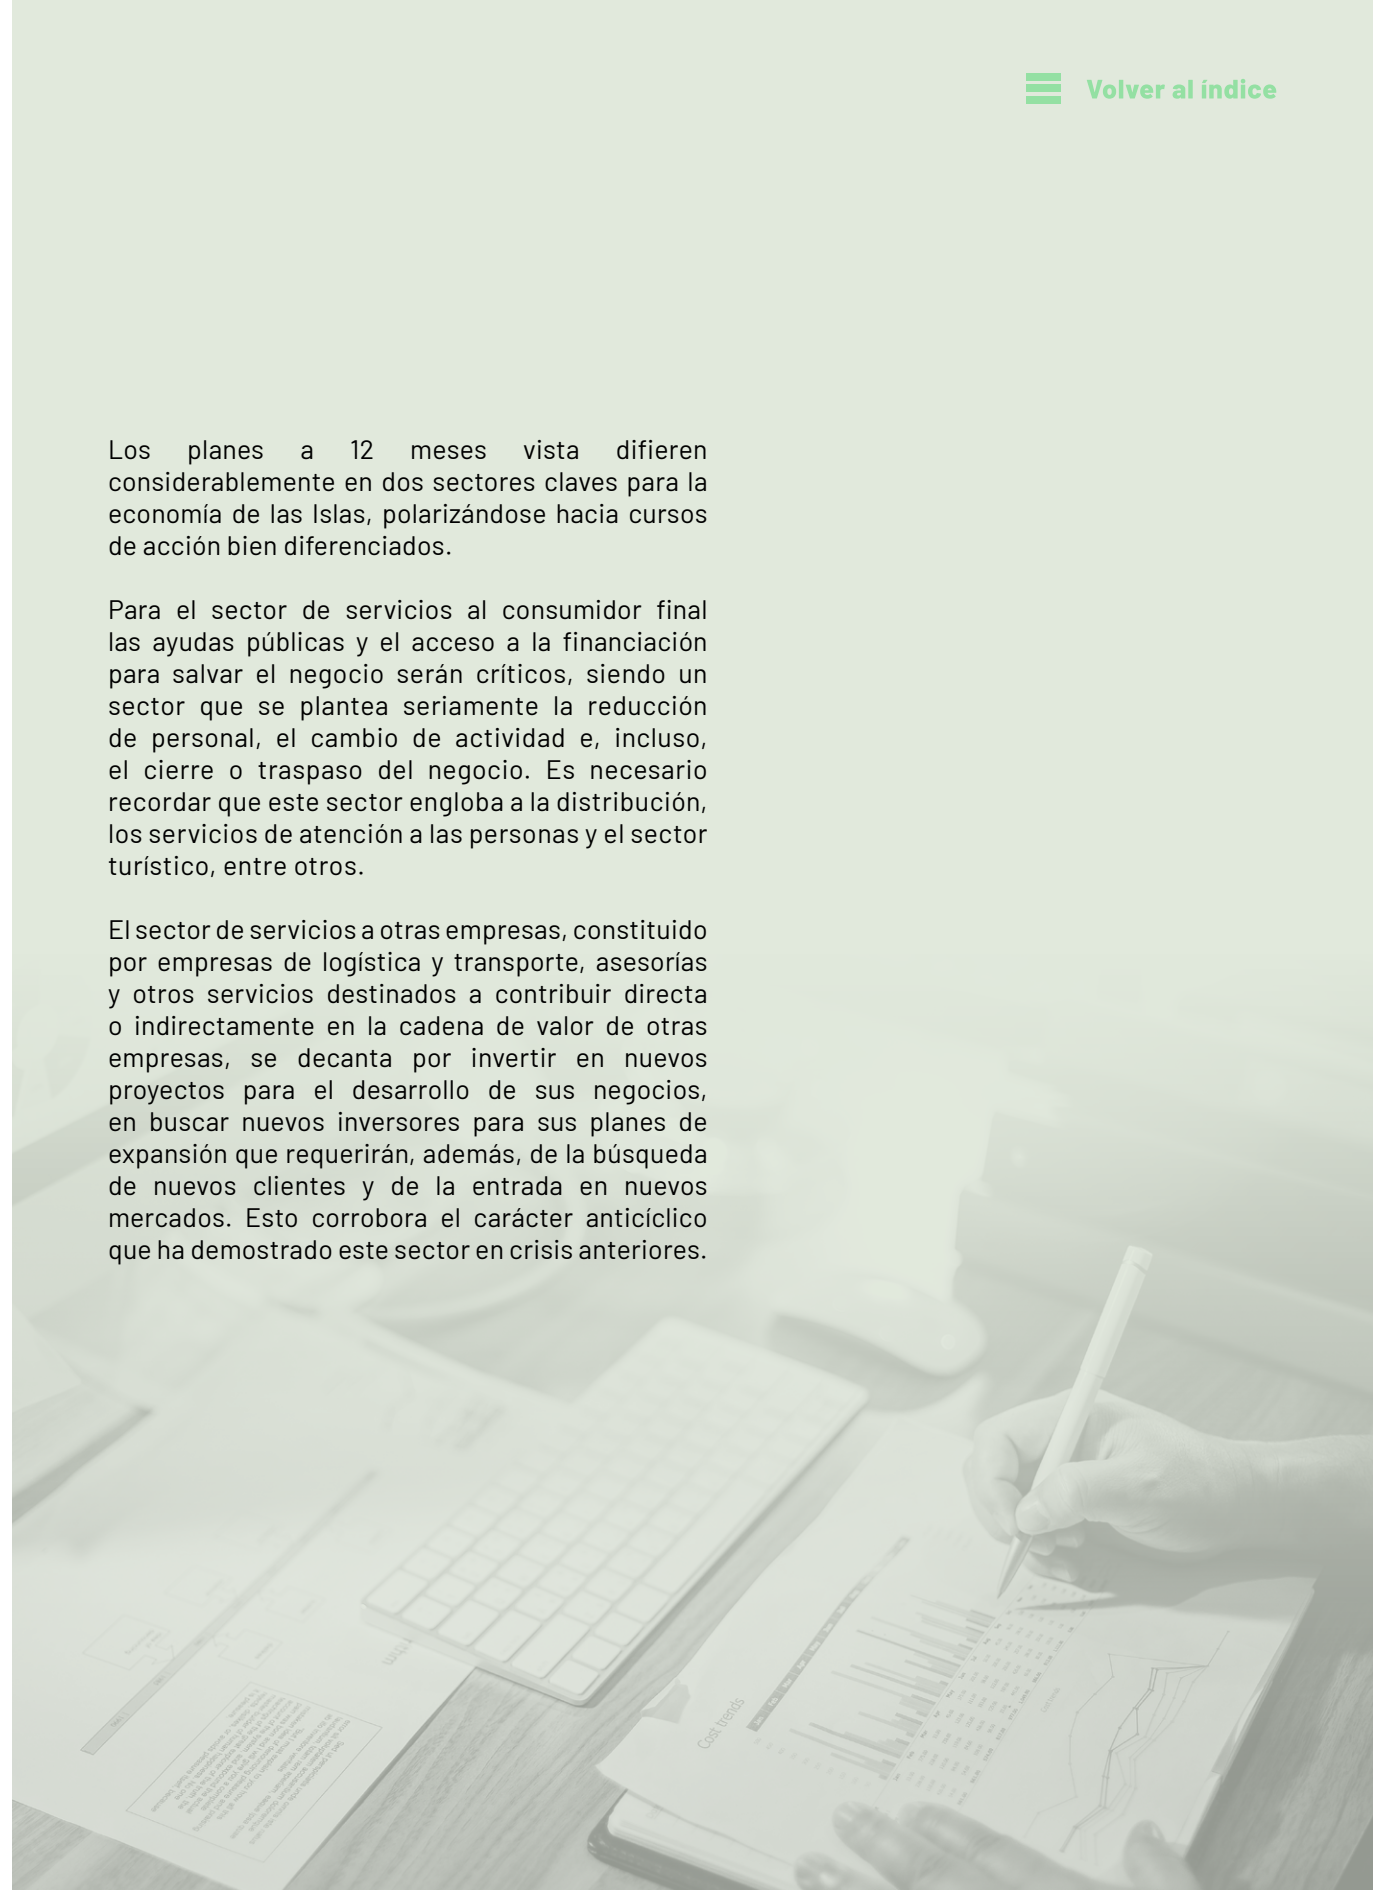 Volver al índice
Los planes a 12 meses vista difieren
considerablemente en dos sectores claves para la
economía de las Islas, polarizándose hacia cursos
de acción bien diferenciados.
Para el sector de servicios al consumidor final
las ayudas públicas y el acceso a la financiación
para salvar el negocio serán críticos, siendo un
sector que se plantea seriamente la reducción
de personal, el cambio de actividad e, incluso,
el cierre o traspaso del negocio. Es necesario
recordar que este sector engloba a la distribución,
los servicios de atención a las personas y el sector
turístico, entre otros.
El sector de servicios a otras empresas, constituido
por empresas de logística y transporte, asesorías
y otros servicios destinados a contribuir directa
o indirectamente en la cadena de valor de otras
empresas, se decanta por invertir en nuevos
proyectos para el desarrollo de sus negocios,
en buscar nuevos inversores para sus planes de
expansión que requerirán, además, de la búsqueda
de nuevos clientes y de la entrada en nuevos
mercados. Esto corrobora el carácter anticíclico
que ha demostrado este sector en crisis anteriores.
Cost trends